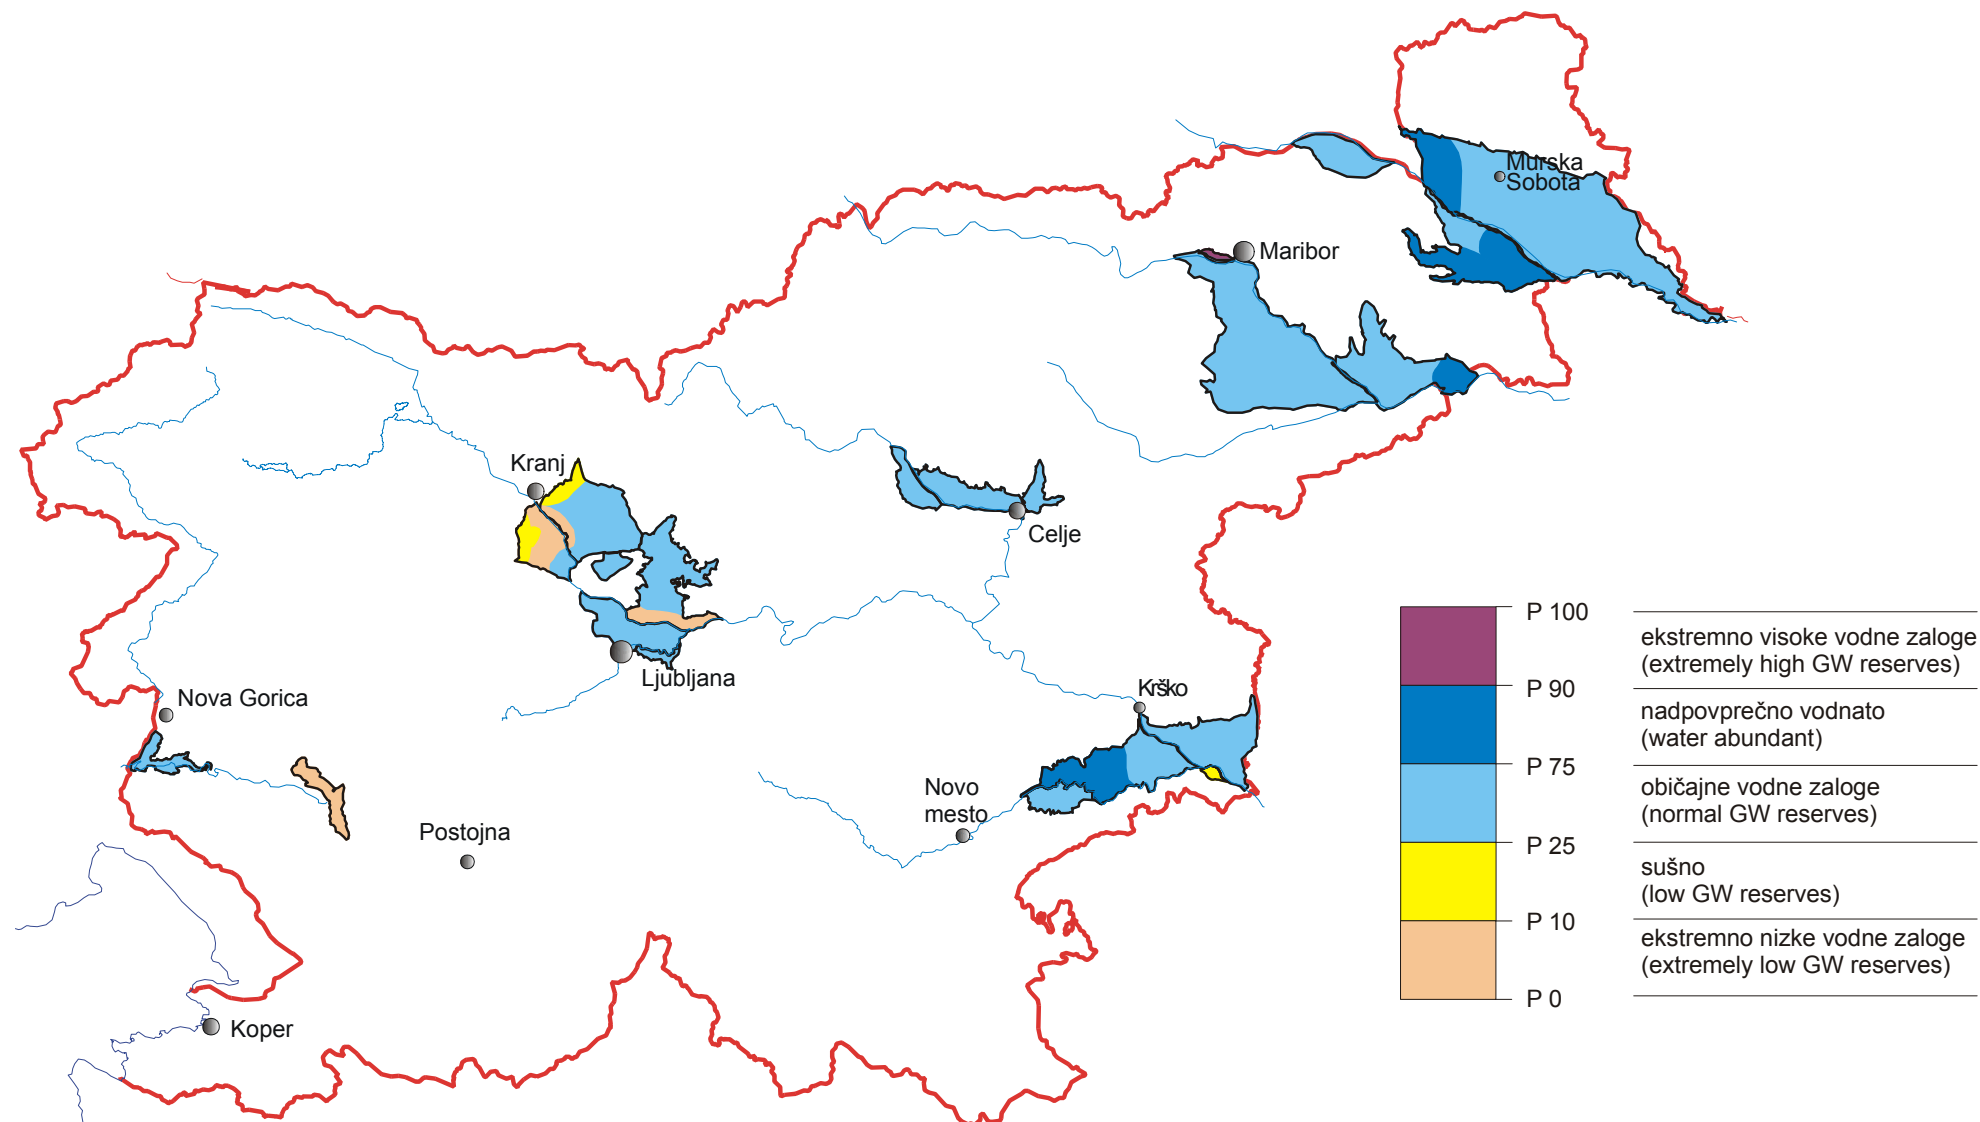 Murska
Sobota
Maribor
Kranj
Celje
Ljubljana
Nova Gorica
Krško
Novo
mesto
Postojna
Koper
P 100
ekstremno visoke vodne zaloge
(extremely high GW reserves)
P 90
nadpovprečno vodnato
(water abundant)
P 75
običajne vodne zaloge
(normal GW reserves)
P 25
sušno
(low GW reserves)
P 10
ekstremno nizke vodne zaloge
(extremely low GW reserves)
P 0